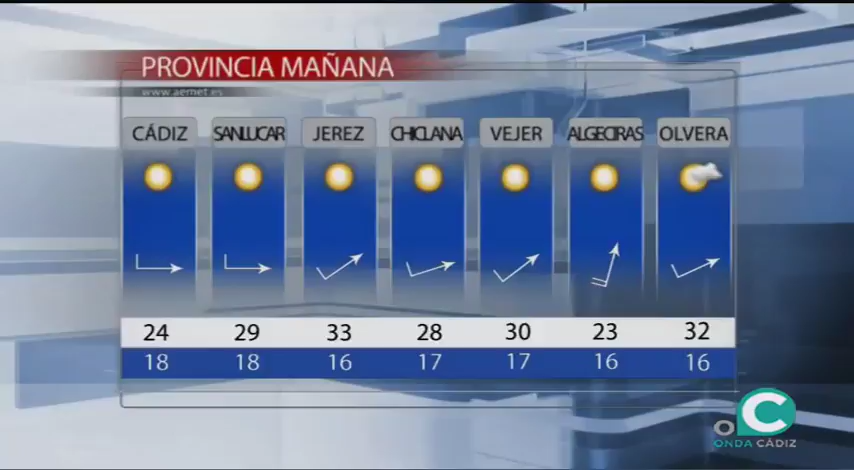 PROVINCIA MAÑANA
www.aemet.es
CÁDIZ SANLUCAR JEREZ CHICLANA VEJER ALGECIRAS OLVERA
24 29 33 28 30 23 32
18 18 16 17 17 16 16
OC
ONDA CÁDIZ